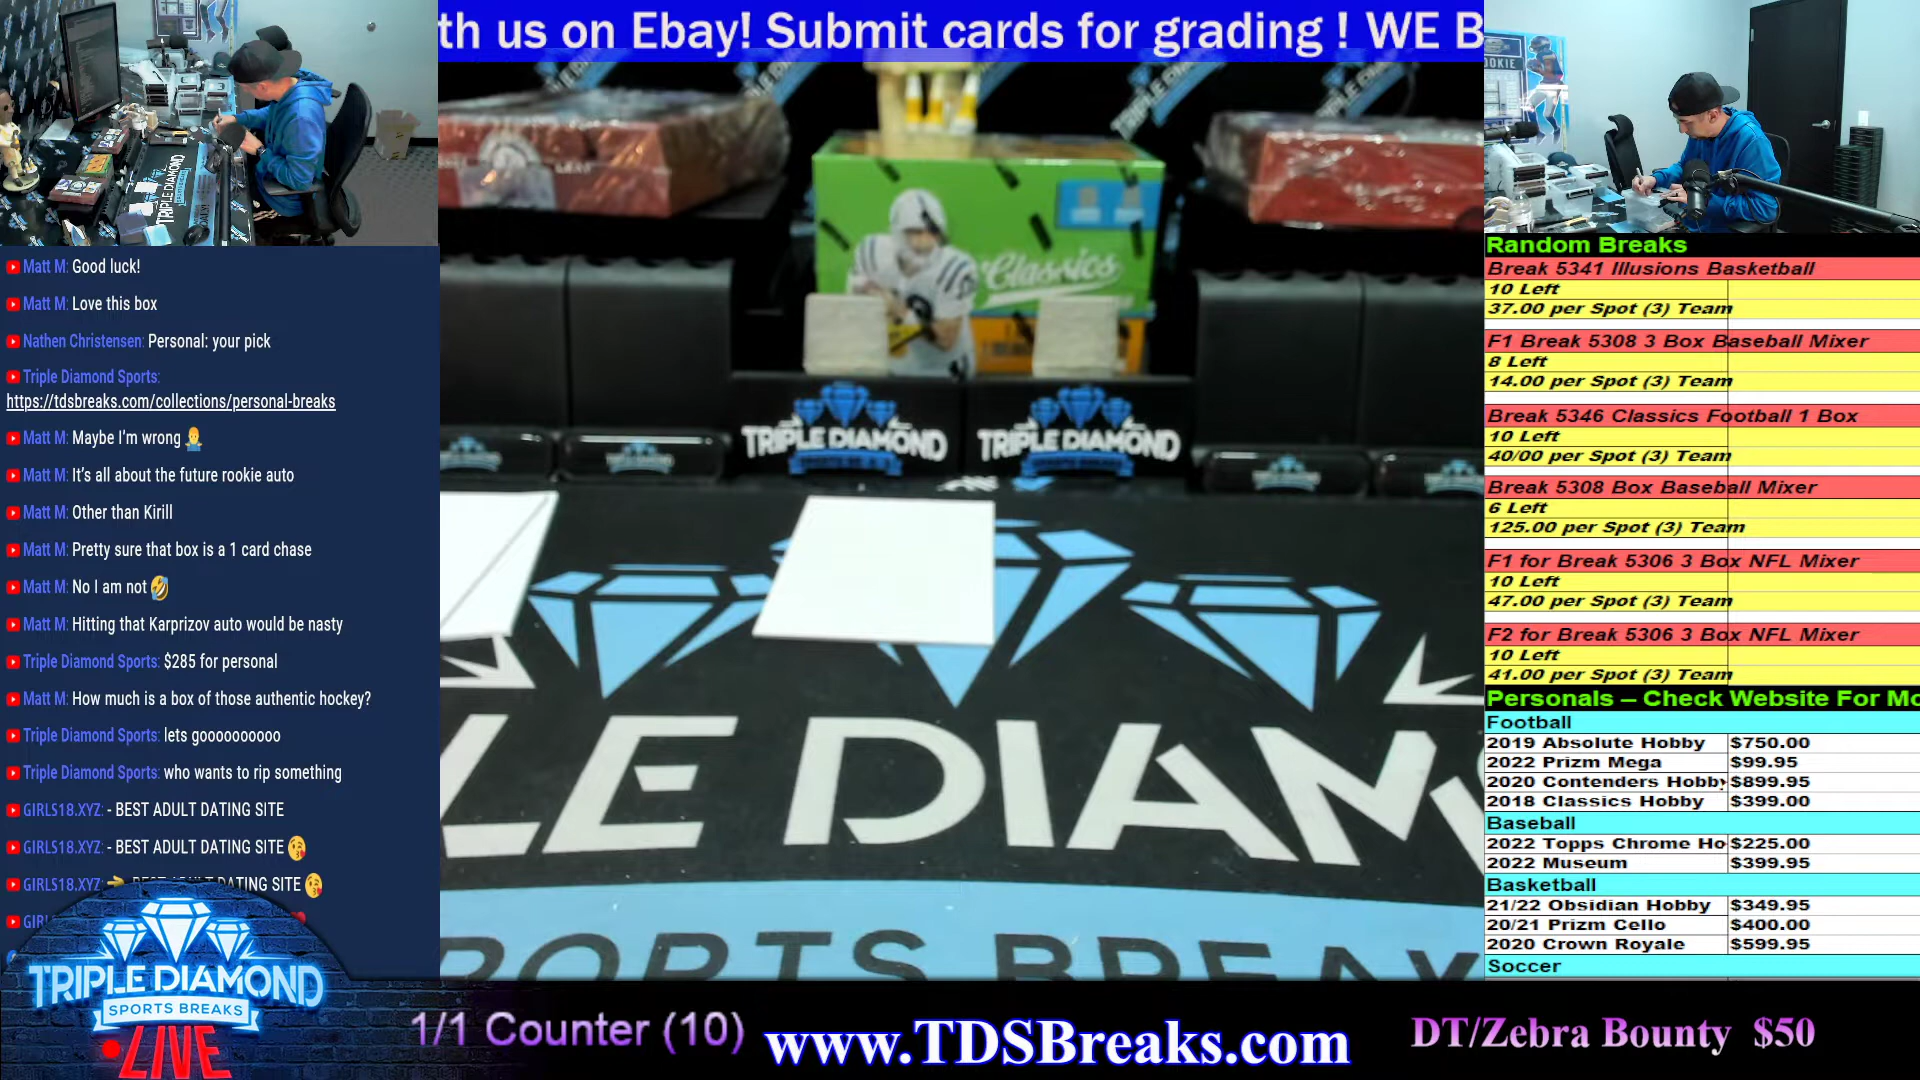 th us on Ebay! Submit cards for grading ! WE B
Matt M: Good luck!
Matt M: Love this box
Nathen Christensen: Personal: your pick
Triple Diamond Sports:
https://tdsbreaks.com/collections/personal-breaks
Matt M: Maybe I'm wrong 🤷‍♂️
Matt M: It's all about the future rookie auto
Matt M: Other than Kirill
Matt M: Pretty sure that box is a 1 card chase
Matt M: No I am not 🤣
Matt M: Hitting that Karprizov auto would be nasty
Triple Diamond Sports: $285 for personal
Matt M: How much is a box of those authentic hockey?
Triple Diamond Sports: lets goooooooooo
Triple Diamond Sports: who wants to rip something
GIRLS18.XYZ: - BEST ADULT DATING SITE
GIRLS18.XYZ: - BEST ADULT DATING SITE 😘
GIRLS18.XYZ: BEST ADULT DATING SITE 😘
TRIPLE DIAMOND
SPORTS BREAKS
LIVE
Classics
TRIPLE DIAMOND
TRIPLE DIAMOND
LE DIAM
PORTS BREAK
Random Breaks
Break 5341 Illusions Basketball
10 Left
37.00 per Spot (3) Team
F1 Break 5308 3 Box Baseball Mixer
8 Left
14.00 per Spot (3) Team
Break 5346 Classics Football 1 Box
10 Left
40/00 per Spot (3) Team
Break 5308 Box Baseball Mixer
6 Left
125.00 per Spot (3) Team
F1 for Break 5306 3 Box NFL Mixer
10 Left
47.00 per Spot (3) Team
F2 for Break 5306 3 Box NFL Mixer
10 Left
41.00 per Spot (3) Team
Personals – Check Website For Mo
Football
2019 Absolute Hobby $750.00
2022 Prizm Mega $99.95
2020 Contenders Hobby $899.95
2018 Classics Hobby $399.00
Baseball
2022 Topps Chrome Ho $225.00
2022 Museum $399.95
Basketball
21/22 Obsidian Hobby $349.95
20/21 Prizm Cello $400.00
2020 Crown Royale $599.95
Soccer
1/1 Counter (10)
www.TDSBreaks.com
DT/Zebra Bounty $50